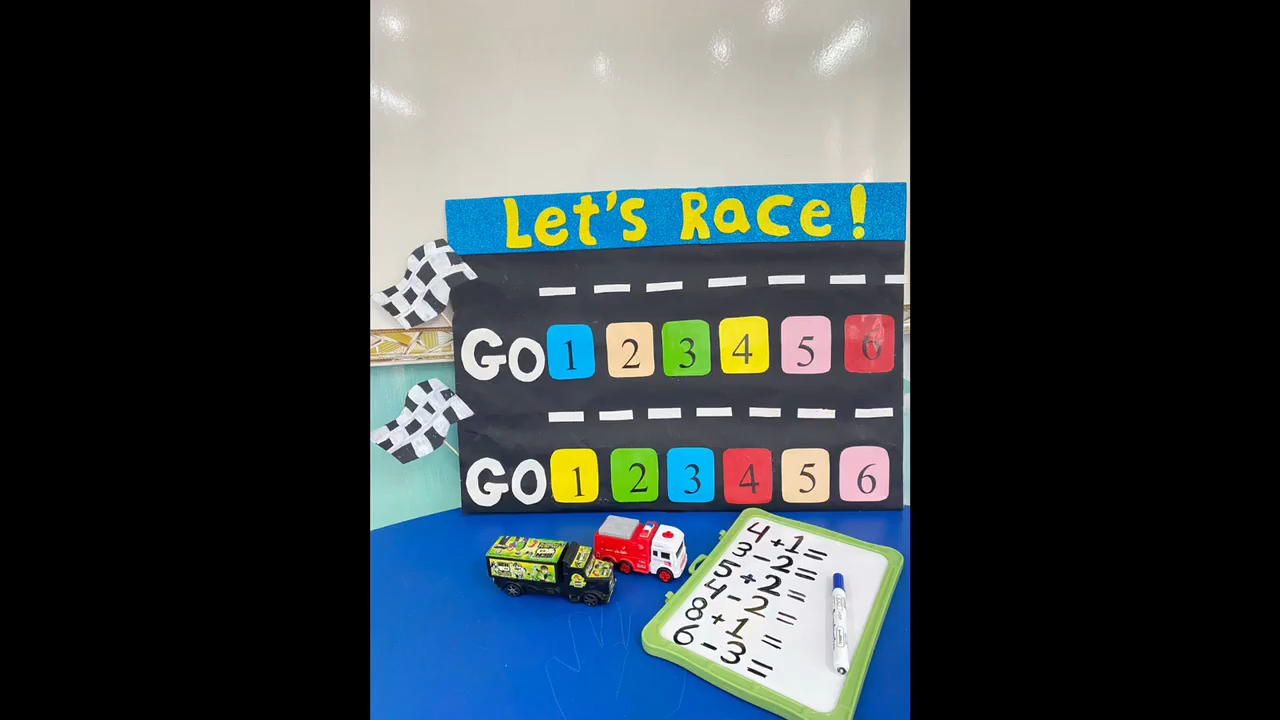 Let's Race!
GO 1 2 3 4 5 6
GO 1 2 3 4 5 6
4+1=
3-2=
5+2=
4-2=
8+1=
6-3=